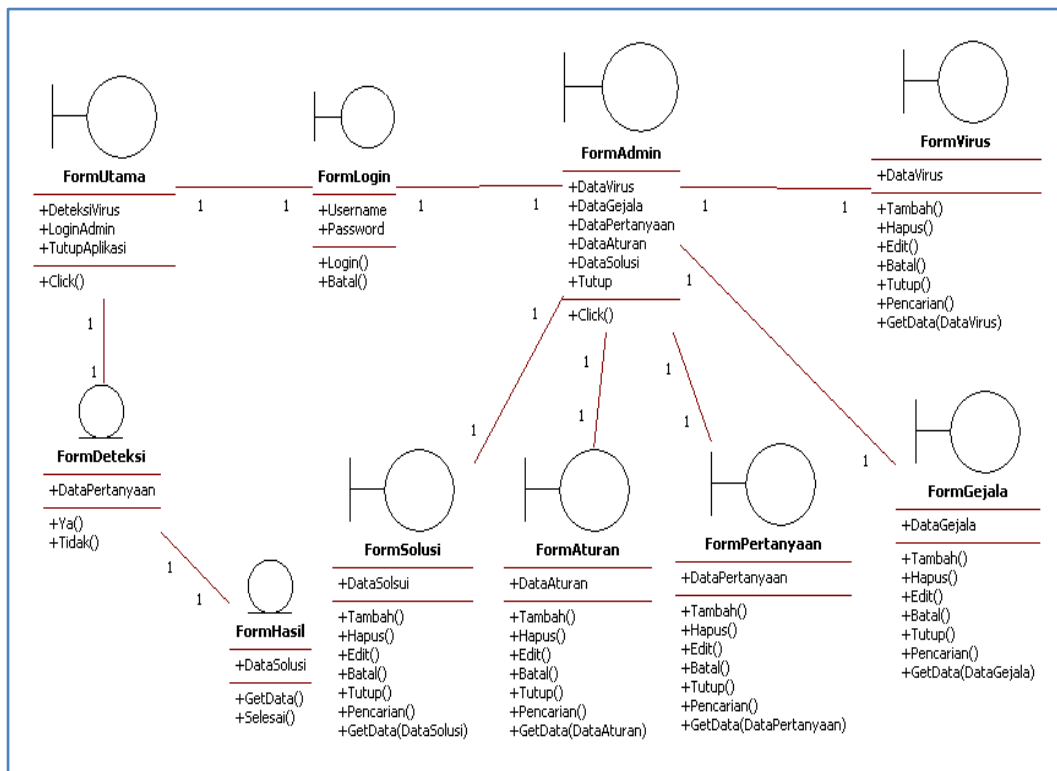 FormUtama
+DeteksiVirus
+LoginAdmin
+TutupAplikasi
+Click()
1
1
FormLogin
+Username
+Password
+Login()
+Batal()
1
1
FormAdmin
+DataVirus
+DataGejala
+DataPertanyaan
+DataAturan
+DataSolusi
+Tutup
+Click()
1
1
FormVirus
+DataVirus
+Tambah()
+Hapus()
+Edit()
+Batal()
+Tutup()
+Pencarian()
+GetData(DataVirus)
1
1
FormDeteksi
+DataPertanyaan
+Ya()
+Tidak()
1
1
FormHasil
+DataSolusi
+GetData()
+Selesai()
1
1
FormSolusi
+DataSolsui
+Tambah()
+Hapus()
+Edit()
+Batal()
+Tutup()
+Pencarian()
+GetData(DataSolusi)
1
1
FormAturan
+DataAturan
+Tambah()
+Hapus()
+Edit()
+Batal()
+Tutup()
+Pencarian()
+GetData(DataAturan)
1
1
FormPertanyaan
+DataPertanyaan
+Tambah()
+Hapus()
+Edit()
+Batal()
+Tutup()
+Pencarian()
+GetData(DataPertanyaan)
1
1
FormGejala
+DataGejala
+Tambah()
+Hapus()
+Edit()
+Batal()
+Tutup()
+Pencarian()
+GetData(DataGejala)